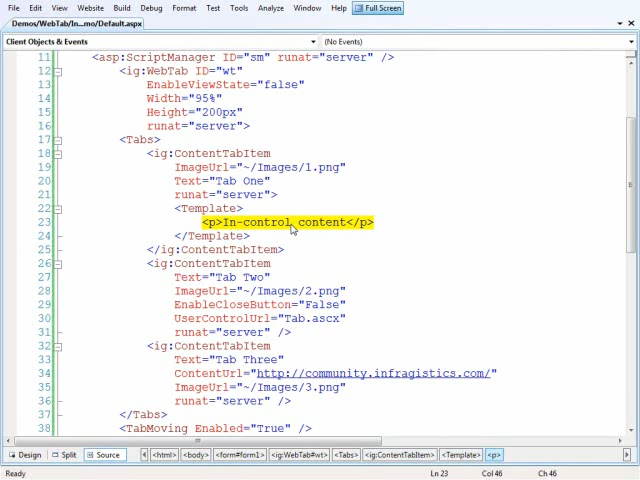 File Edit View Website Build Debug Format Table Tools Test Analyze Window Help Full Screen
Demos/WebTab/In...mo/Default.aspx
Client Objects & Events (No Events)
11 <asp:ScriptManager ID="sm" runat="server" />
12 <ig:WebTab ID="wt"
13 EnableViewState="false"
14 Width="95%"
15 Height="200px"
16 runat="server">
17 <Tabs>
18 <ig:ContentTabItem
19 ImageUrl="~/Images/1.png"
20 Text="Tab One"
21 runat="server">
22 <Template>
23 <p>In-control content</p>
24 </Template>
25 </ig:ContentTabItem>
26 <ig:ContentTabItem
27 Text="Tab Two"
28 ImageUrl="~/Images/2.png"
29 EnableCloseButton="False"
30 UserControlUrl="Tab.ascx"
31 runat="server" />
32 <ig:ContentTabItem
33 Text="Tab Three"
34 ContentUrl="http://community.infragistics.com/"
35 ImageUrl="~/Images/3.png"
36 runat="server" />
37 </Tabs>
38 <TabMoving Enabled="True" />
Design Split Source <html> <body> <form#form1> <ig:WebTab#wt> <Tabs> <ig:ContentTabItem> <Template> <p>
Ready Ln 23 Col 46 Ch 46